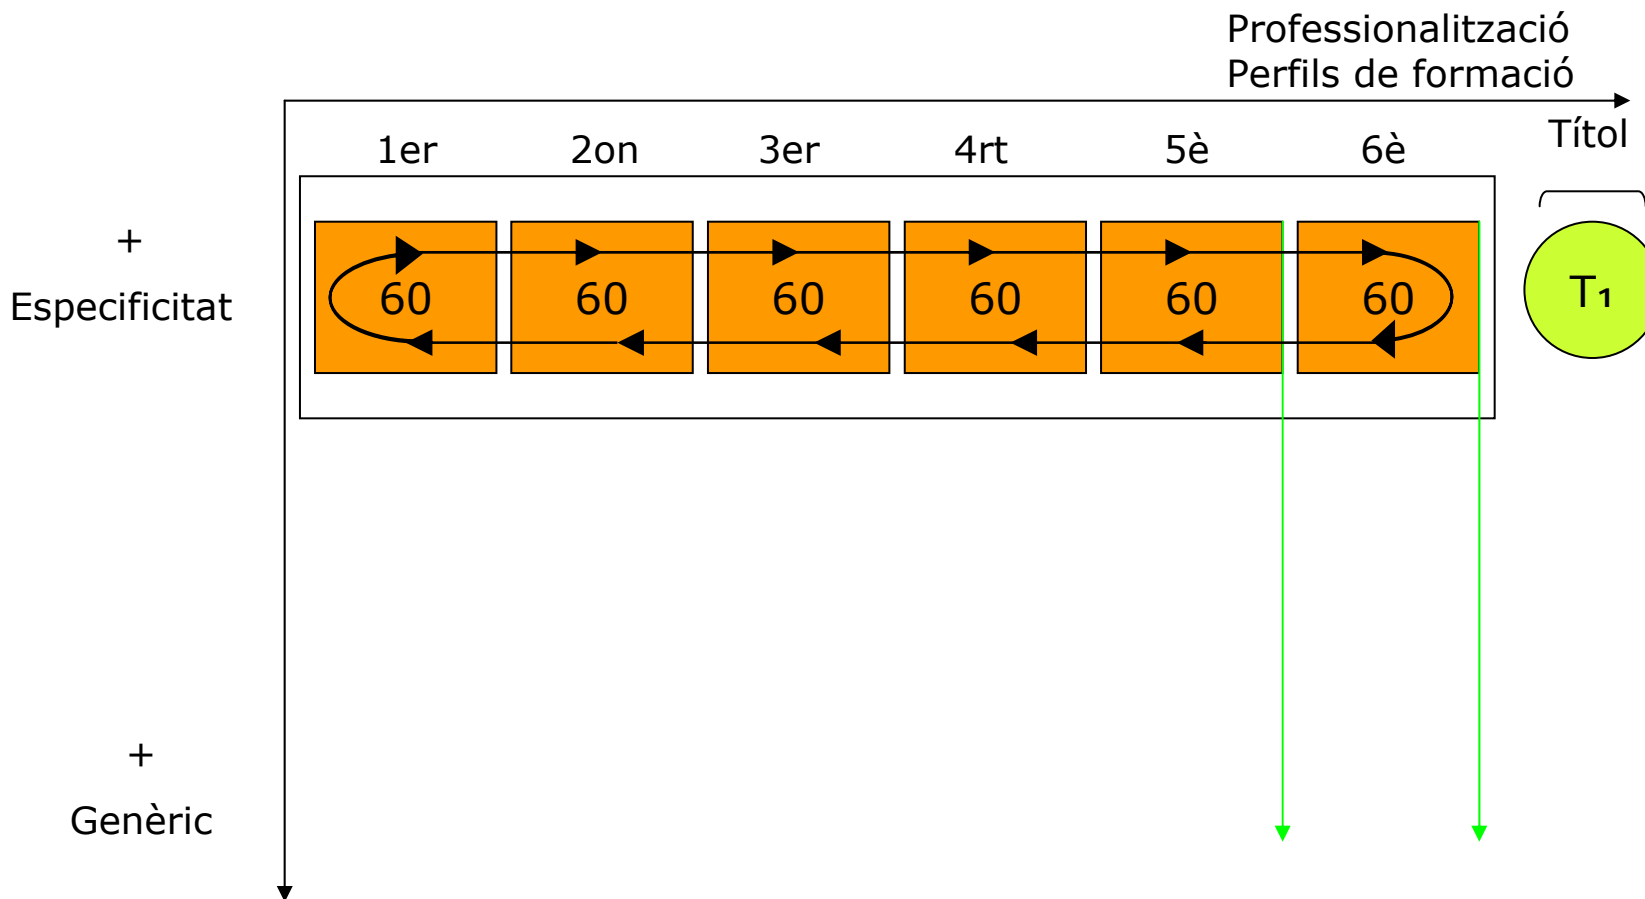 Professionalització
Perfils de formació
Títol
1er 2on 3er 4rt 5è 6è
+
Especificitat
60 60 60 60 60 60
T1
+
Genèric